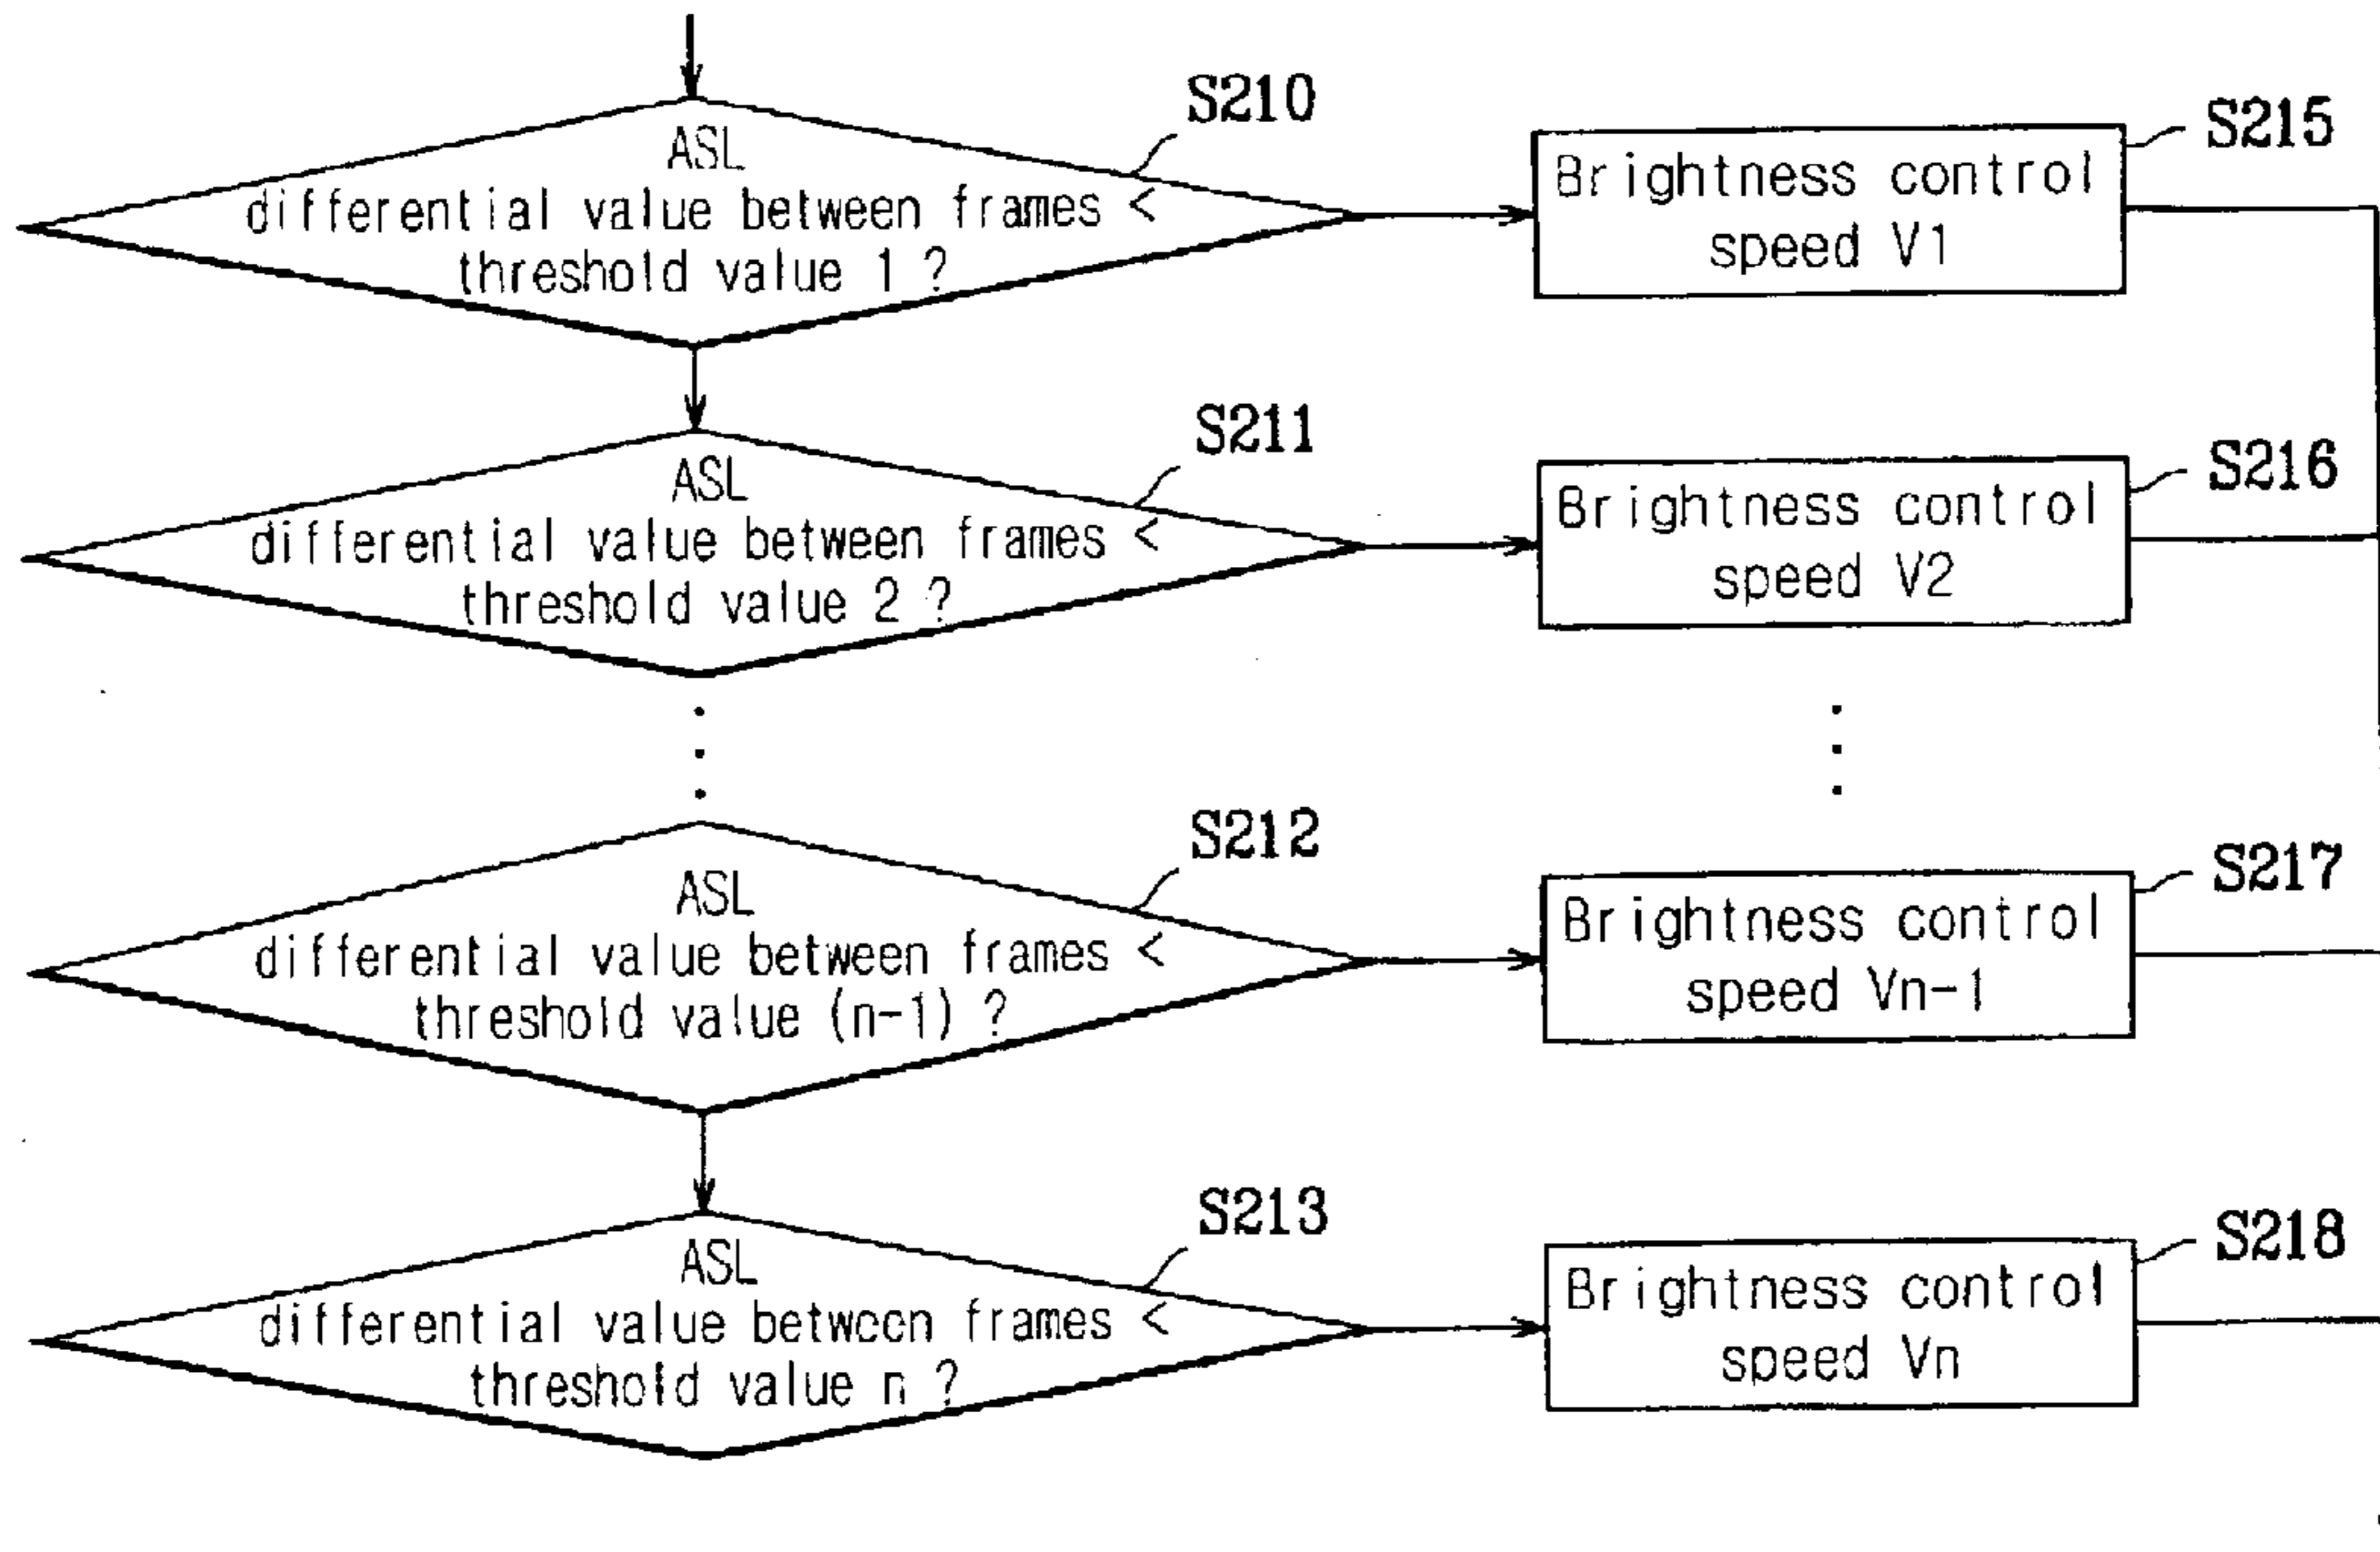 S210
ASL
differential value between frames <
threshold value 1 ?
S215
Brightness control
speed V1
S211
ASL
differential value between frames <
threshold value 2 ?
S216
Brightness control
speed V2
S212
ASL
differential value between frames <
threshold value (n-1) ?
S217
Brightness control
speed Vn-1
S213
ASL
differential value between frames <
threshold value n ?
S218
Brightness control
speed Vn